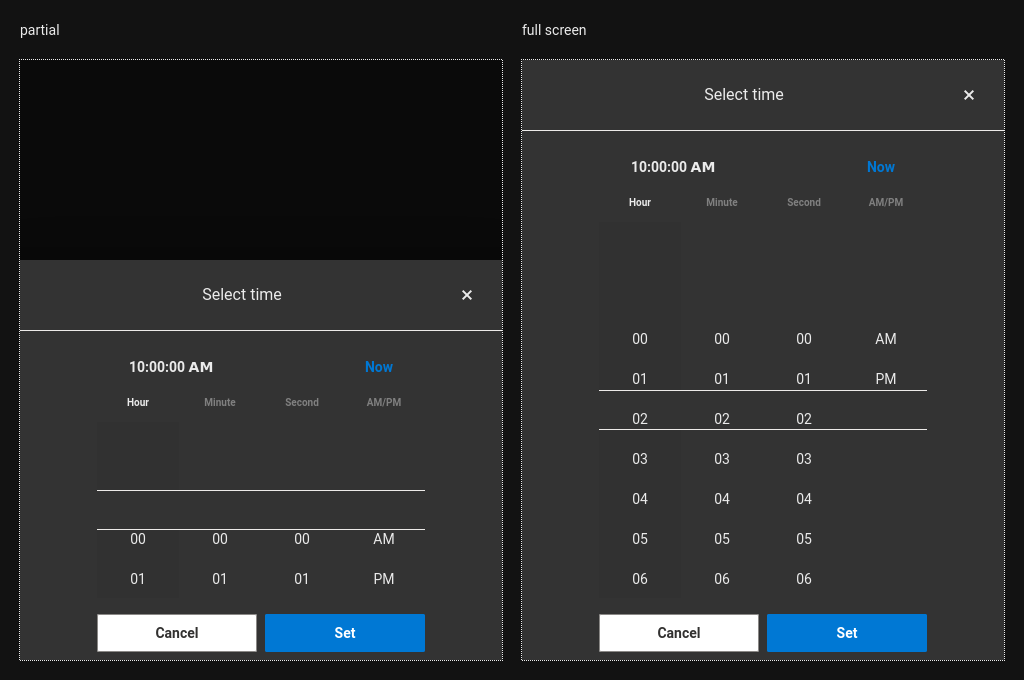 partial
Select time ×
10:00:00 AM Now
Hour Minute Second AM/PM
00 00 00 AM
01 01 01 PM
Cancel Set
full screen
Select time ×
10:00:00 AM Now
Hour Minute Second AM/PM
00 00 00 AM
01 01 01 PM
02 02 02
03 03 03
04 04 04
05 05 05
06 06 06
Cancel Set